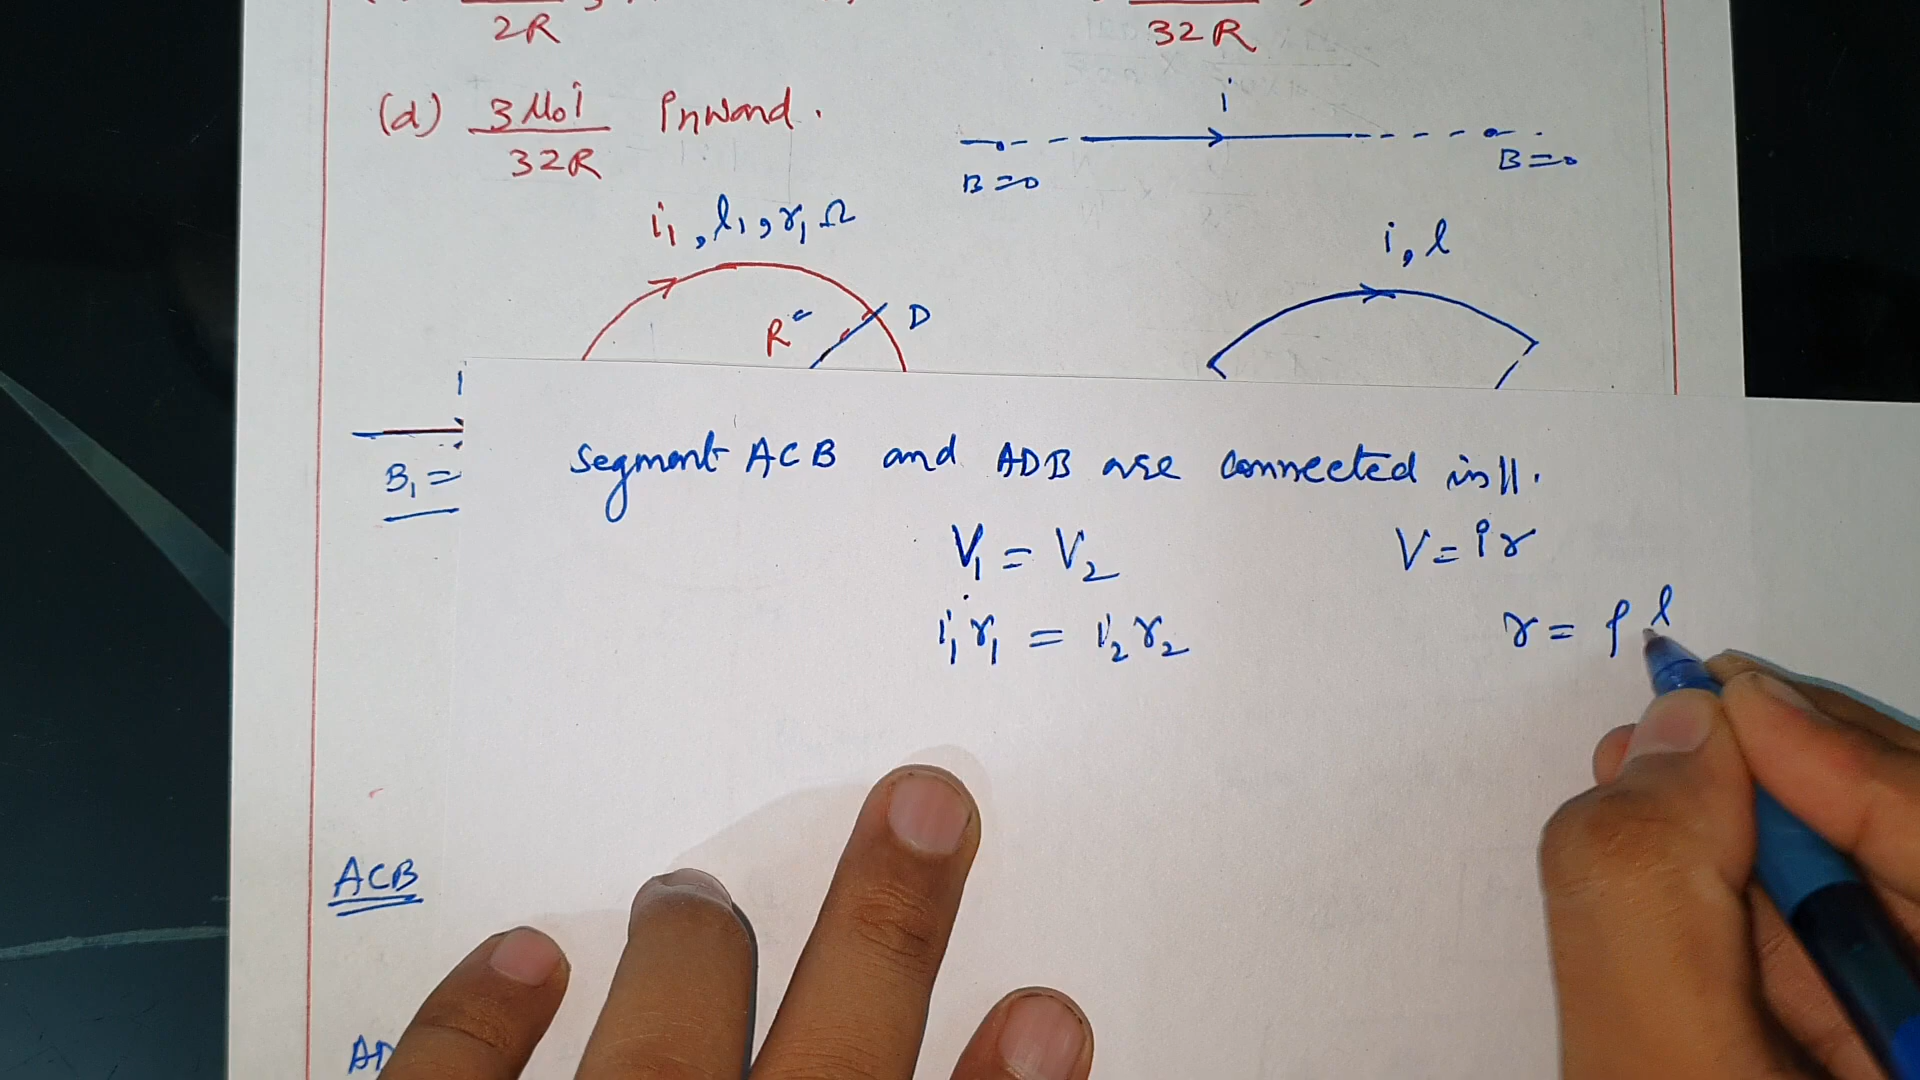 2R
32R
(d) 3μ₀i / 32R Inward.
i
B=0
B=0
i₁, l₁, r₁ Ω
i, l
R
D
B₁ =
segment ACB and ADB are connected in ||.
V₁ = V₂
V = ir
i₁r₁ = i₂r₂
r = ρ l
ACB
AD